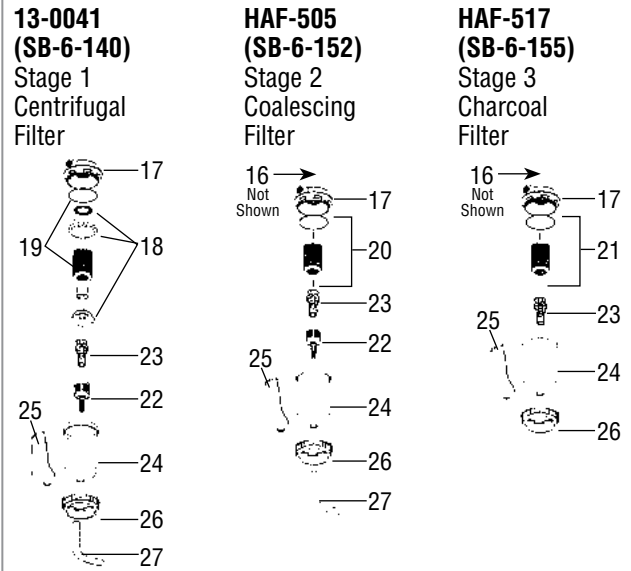 13-0041
(SB-6-140)
Stage 1
Centrifugal
Filter
17
19
18
23
22
25
24
26
27
HAF-505
(SB-6-152)
Stage 2
Coalescing
Filter
16
Not
Shown
17
20
23
22
25
24
26
27
HAF-517
(SB-6-155)
Stage 3
Charcoal
Filter
16
Not
Shown
17
21
23
25
24
26